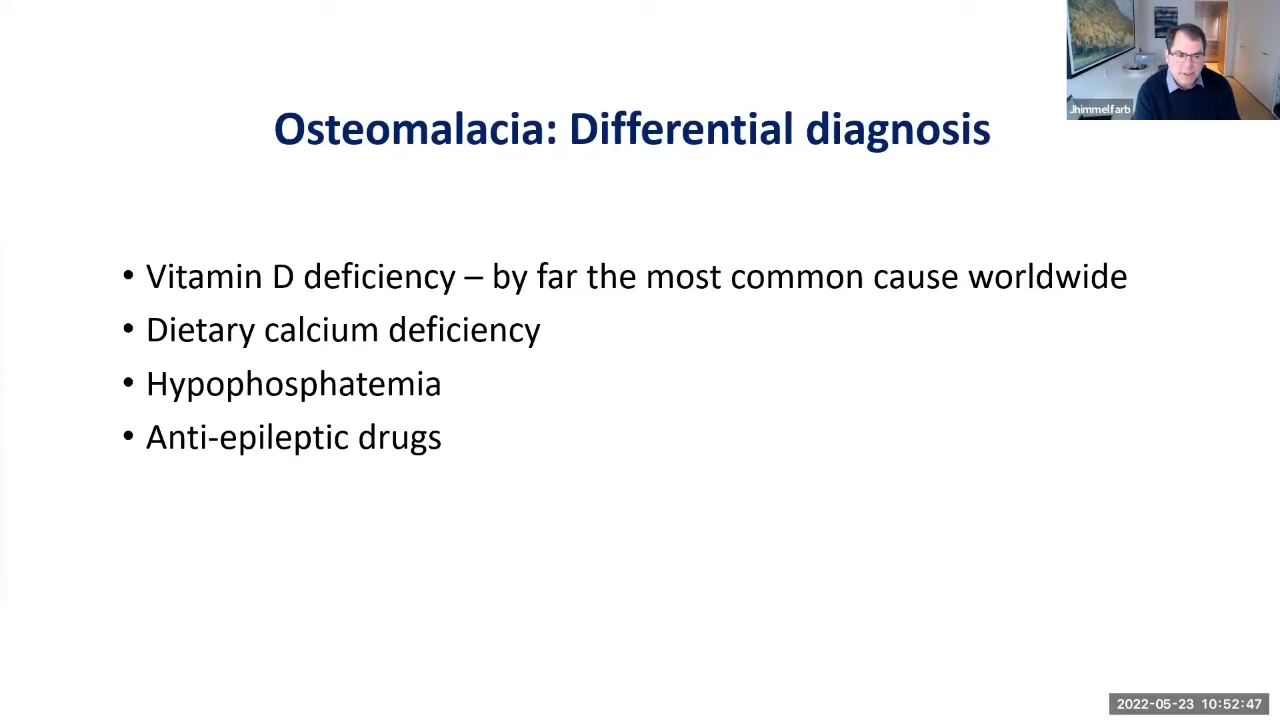 Jhimmelfarb
Osteomalacia: Differential diagnosis
• Vitamin D deficiency – by far the most common cause worldwide
• Dietary calcium deficiency
• Hypophosphatemia
• Anti-epileptic drugs
2022-05-23 10:52:47